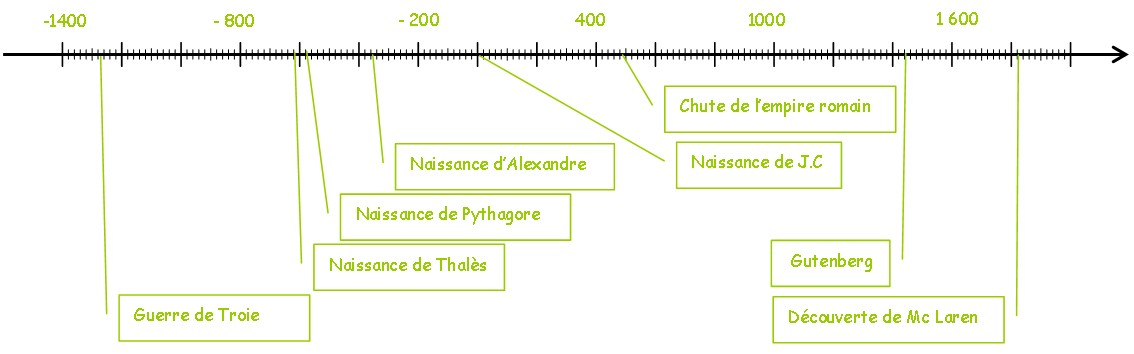 -1400 - 800 - 200 400 1000 1 600
Chute de l'empire romain
Naissance d'Alexandre
Naissance de J.C
Naissance de Pythagore
Naissance de Thalès
Gutenberg
Guerre de Troie
Découverte de Mc Laren